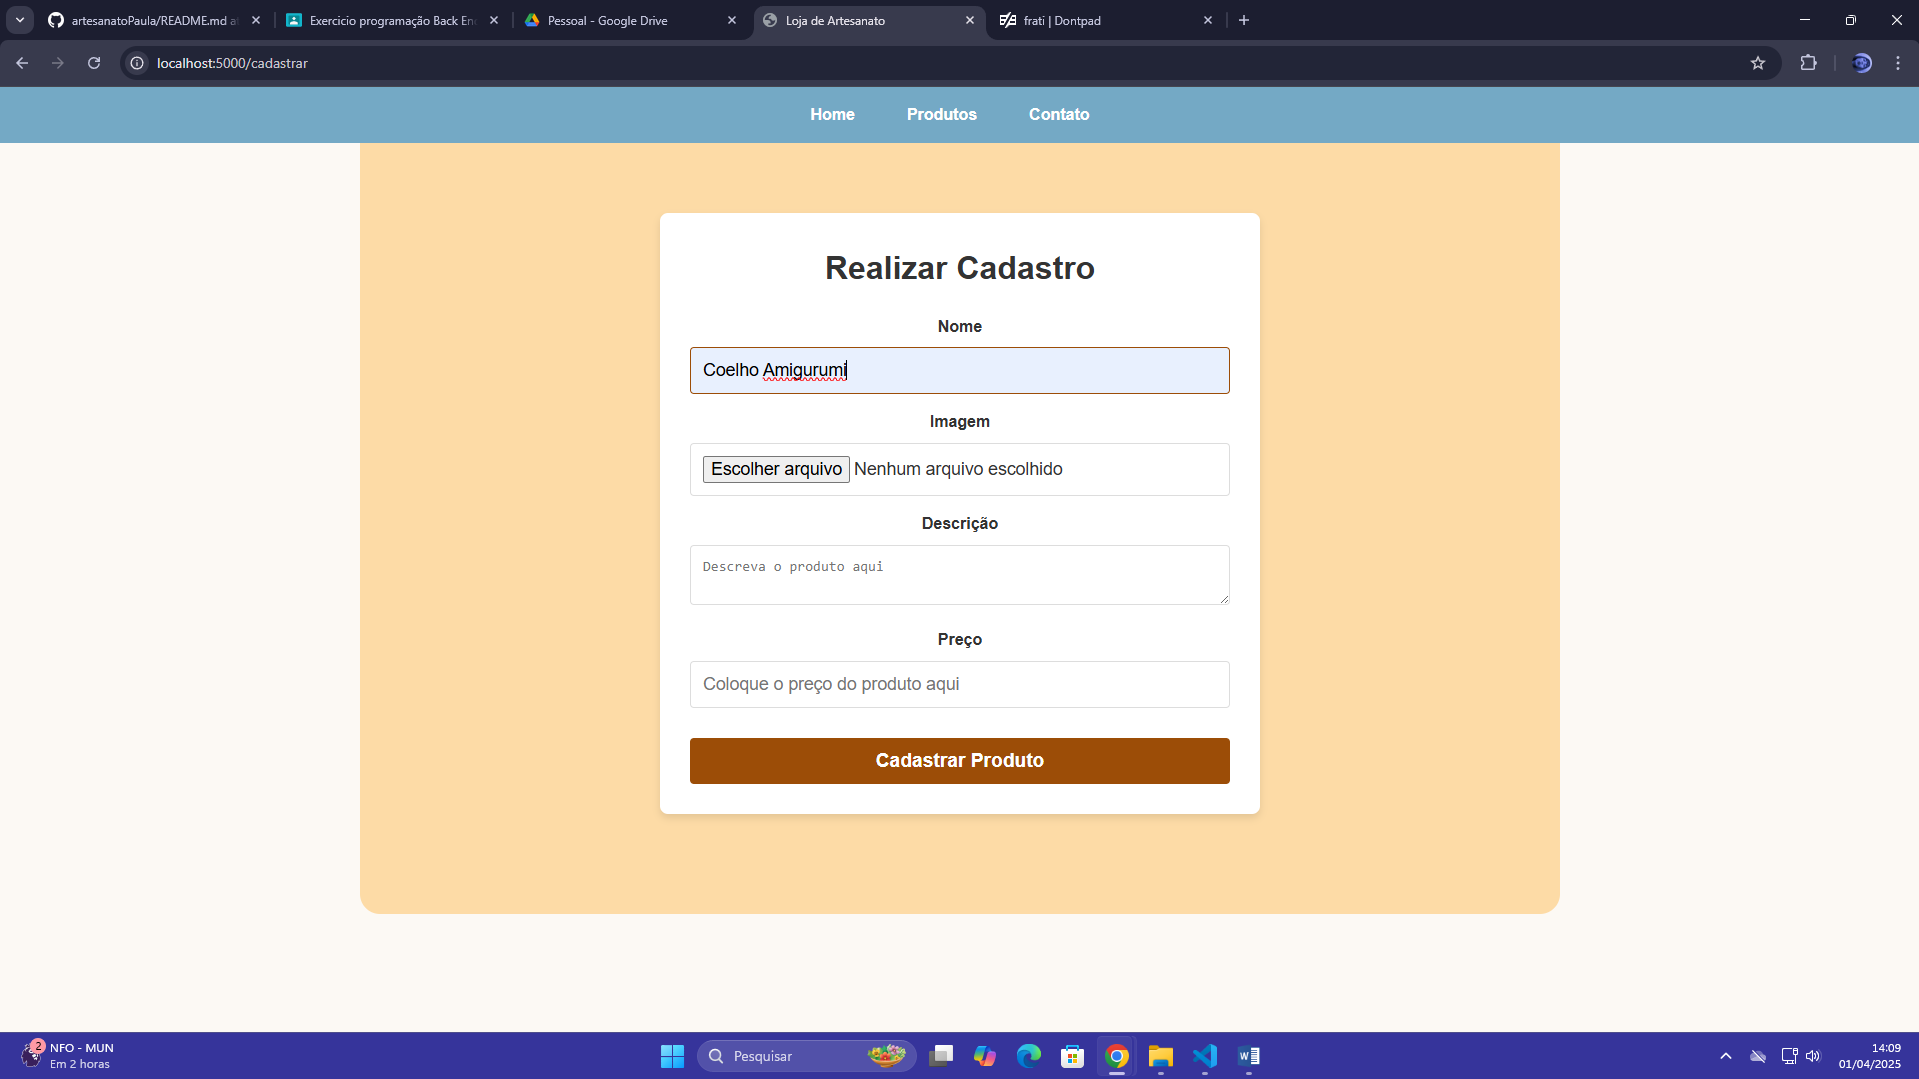 artesanatoPaula/README.md at
Exercicio programação Back En
Pessoal - Google Drive
Loja de Artesanato
frati | Dontpad
localhost:5000/cadastrar
Home Produtos Contato
Realizar Cadastro
Nome
Coelho Amigurumi
Imagem
Escolher arquivo Nenhum arquivo escolhido
Descrição
Descreva o produto aqui
Preço
Coloque o preço do produto aqui
Cadastrar Produto
2
NFO - MUN
Em 2 horas
Pesquisar
14:09
01/04/2025